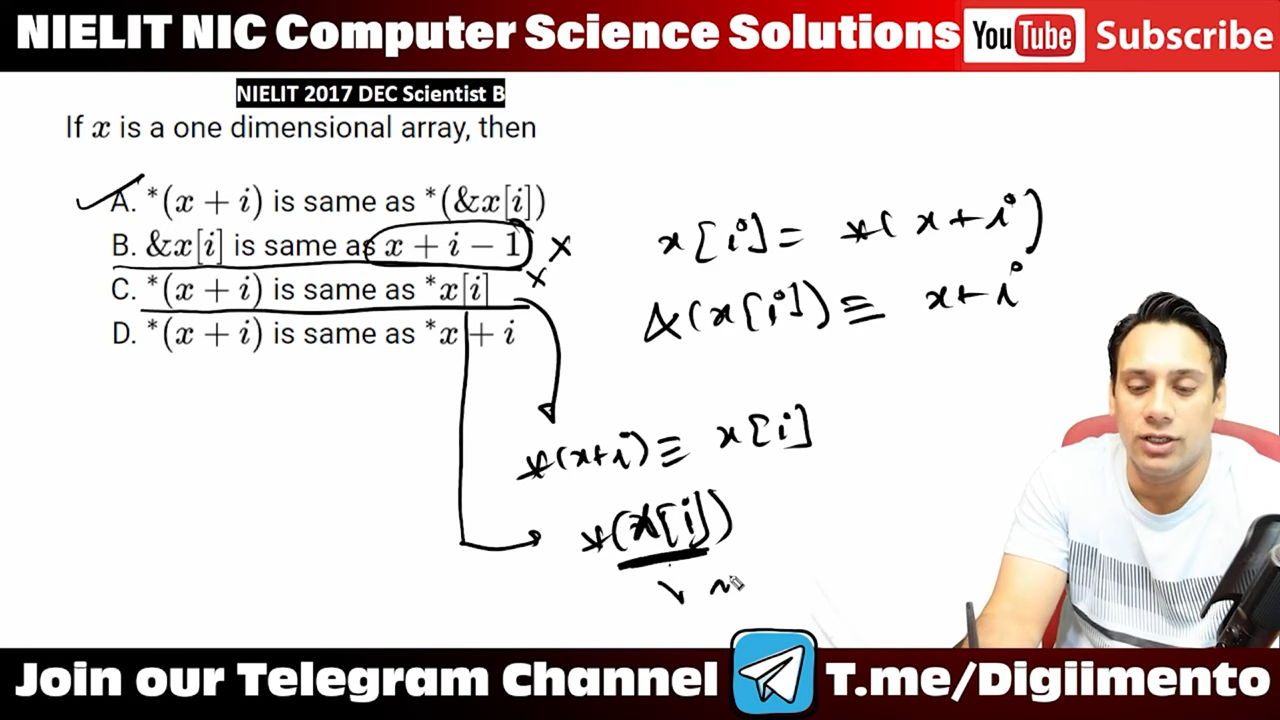 NIELIT NIC Computer Science Solutions YouTube Subscribe
NIELIT 2017 DEC Scientist B
If x is a one dimensional array, then
A. *(x + i) is same as *(&x[i])
B. &x[i] is same as x + i − 1
C. *(x + i) is same as *x[i]
D. *(x + i) is same as *x + i
x[i] = *(x+i)
&(x[i]) ≡ x+i
*(x+i) ≡ x[i]
*(x[i])
Join our Telegram Channel T.me/Digiimento